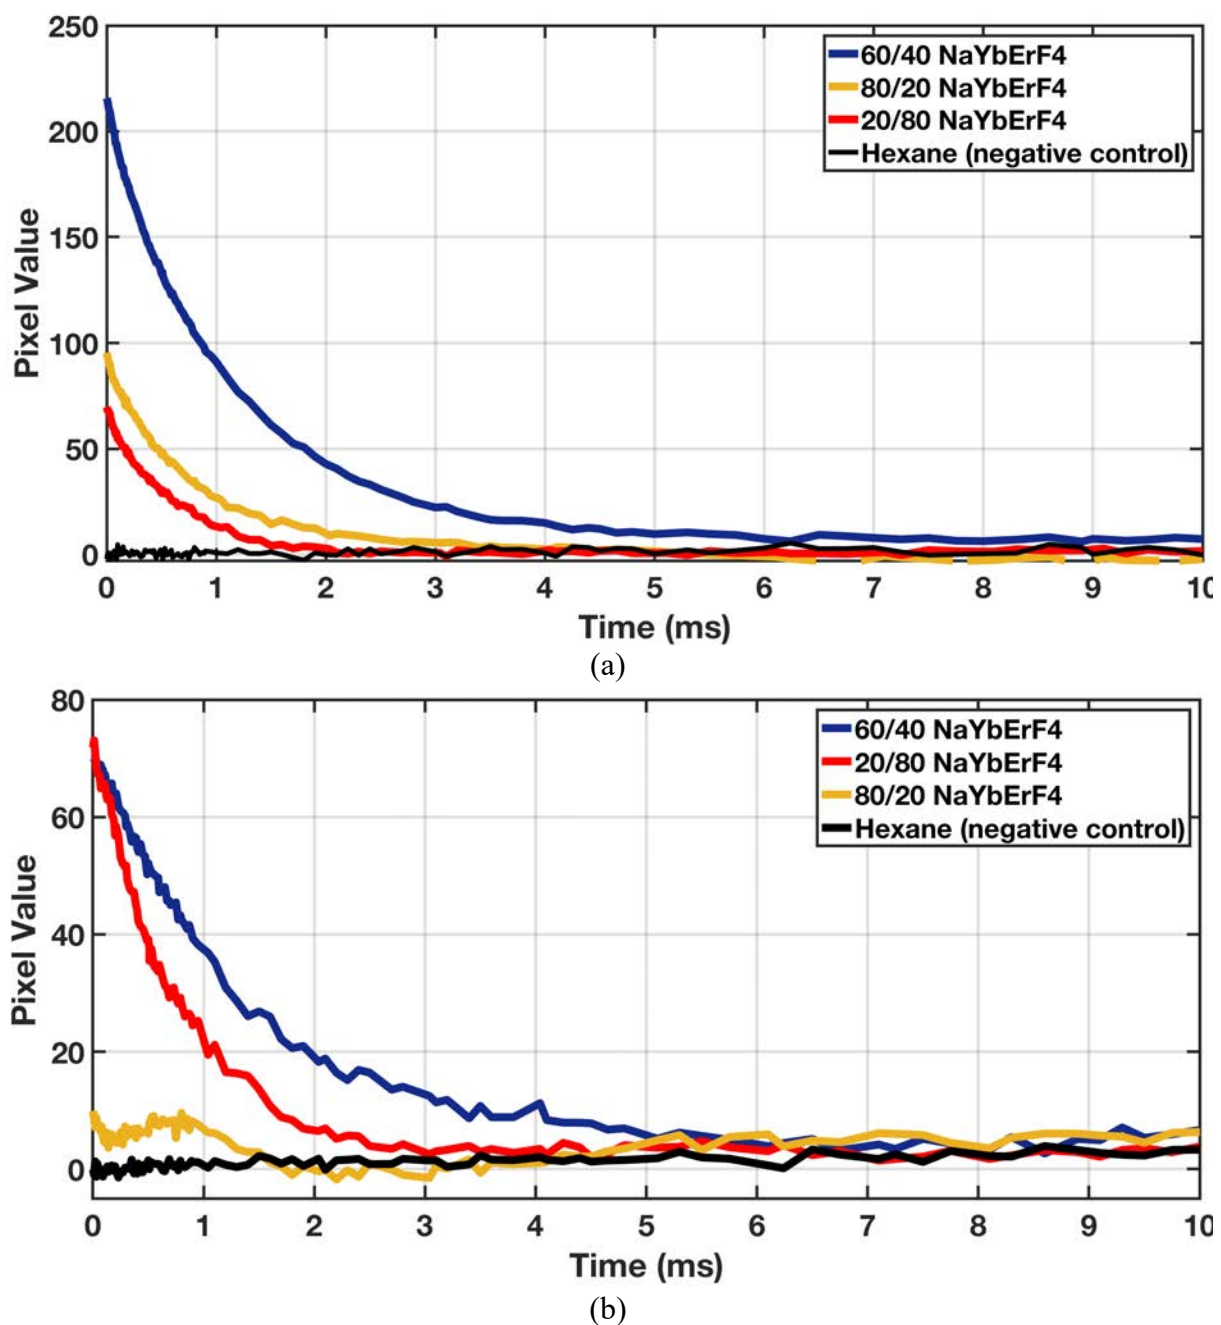 250
200
150
100
50
0
Pixel Value
60/40 NaYbErF4
80/20 NaYbErF4
20/80 NaYbErF4
Hexane (negative control)
0 1 2 3 4 5 6 7 8 9 10
Time (ms)
(a)
80
60
40
20
0
Pixel Value
60/40 NaYbErF4
20/80 NaYbErF4
80/20 NaYbErF4
Hexane (negative control)
0 1 2 3 4 5 6 7 8 9 10
Time (ms)
(b)